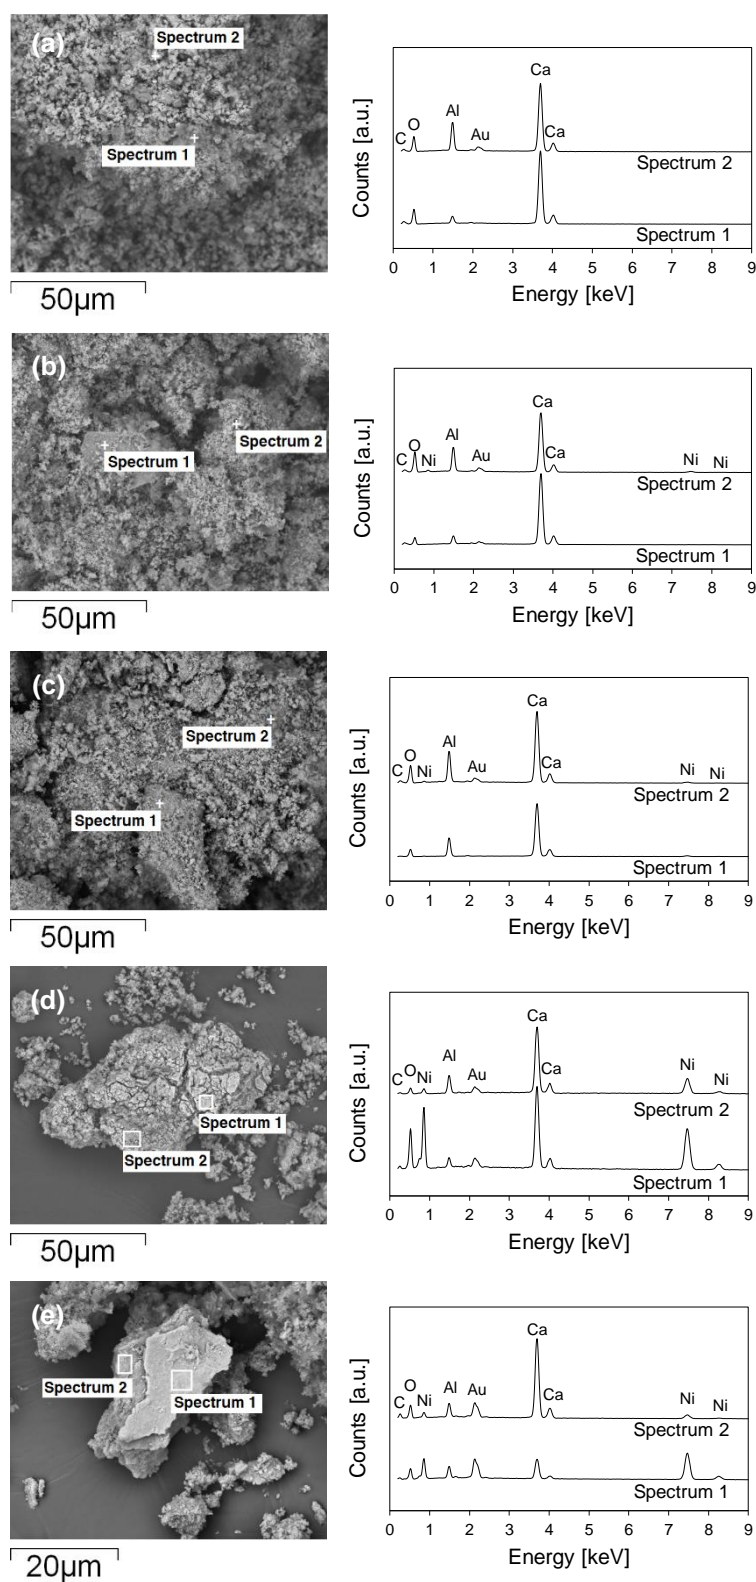 (a)
Spectrum 2
Spectrum 1
50µm
Counts [a.u.]
C O Al Au Ca Ca
Spectrum 2
Spectrum 1
0 1 2 3 4 5 6 7 8 9
Energy [keV]
(b)
Spectrum 2
Spectrum 1
50µm
Counts [a.u.]
C O Ni Al Au Ca Ca Ni Ni
Spectrum 2
Spectrum 1
0 1 2 3 4 5 6 7 8 9
Energy [keV]
(c)
Spectrum 2
Spectrum 1
50µm
Counts [a.u.]
C O Ni Al Au Ca Ca Ni Ni
Spectrum 2
Spectrum 1
0 1 2 3 4 5 6 7 8 9
Energy [keV]
(d)
Spectrum 1
Spectrum 2
50µm
Counts [a.u.]
C O Ni Al Au Ca Ca Ni Ni
Spectrum 2
Spectrum 1
0 1 2 3 4 5 6 7 8 9
Energy [keV]
(e)
Spectrum 2
Spectrum 1
20µm
Counts [a.u.]
C O Ni Al Au Ca Ca Ni Ni
Spectrum 2
Spectrum 1
0 1 2 3 4 5 6 7 8 9
Energy [keV]